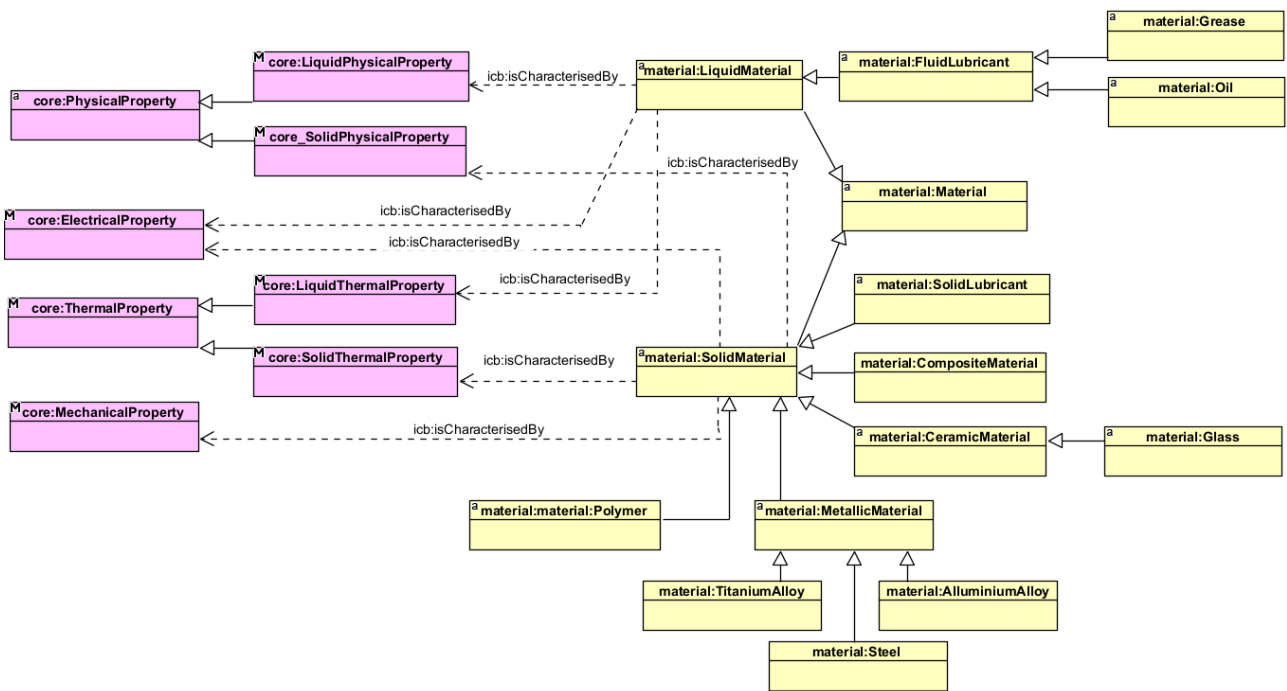 a material:Grease
M core:LiquidPhysicalProperty
a material:LiquidMaterial
a material:FluidLubricant
icb:isCharacterisedBy
a material:Oil
a core:PhysicalProperty
M core_SolidPhysicalProperty
icb:isCharacterisedBy
a material:Material
M core:ElectricalProperty
icb:isCharacterisedBy
icb:isCharacterisedBy
M core:LiquidThermalProperty
icb:isCharacterisedBy
a material:SolidLubricant
M core:ThermalProperty
M core:SolidThermalProperty
icb:isCharacterisedBy
a material:SolidMaterial
material:CompositeMaterial
M core:MechanicalProperty
icb:isCharacterisedBy
a material:CeramicMaterial
a material:Glass
a material:material:Polymer
a material:MetallicMaterial
material:TitaniumAlloy
material:AlluminiumAlloy
material:Steel